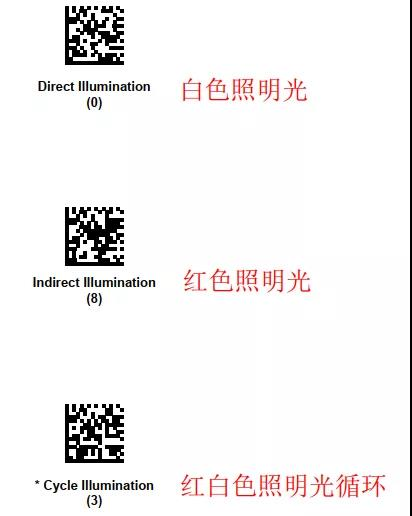 Direct Illumination
(0)
白色照明光
Indirect Illumination
(8)
红色照明光
* Cycle Illumination
(3)
红白色照明光循环